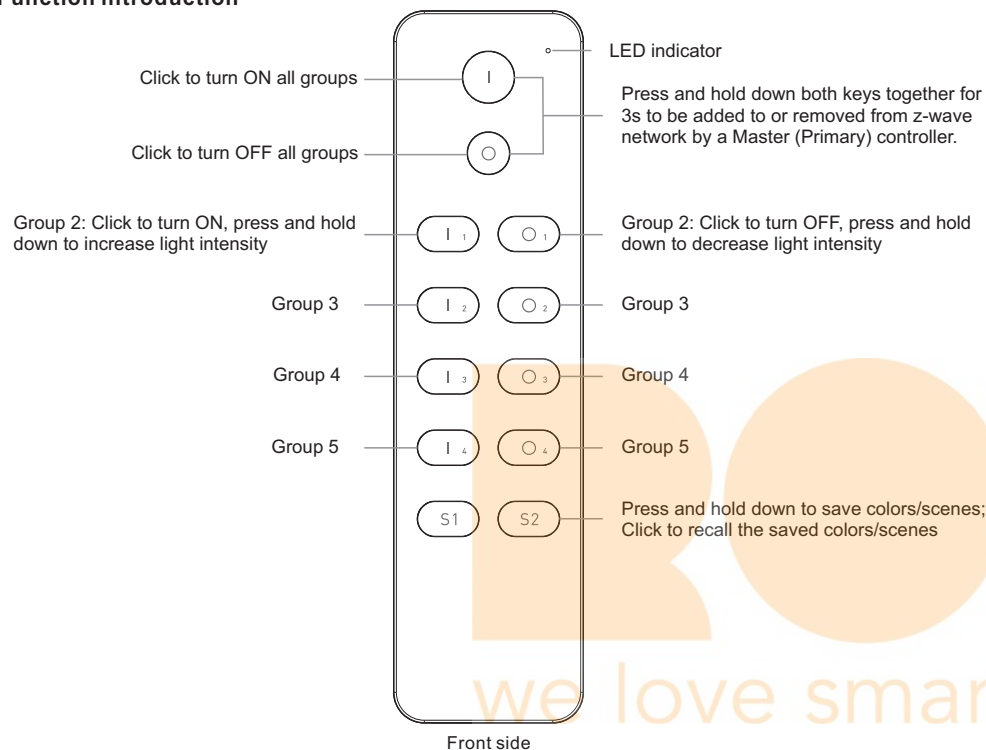 Function Introduction
LED indicator
I
Click to turn ON all groups
Press and hold down both keys together for
3s to be added to or removed from z-wave
network by a Master (Primary) controller.
Click to turn OFF all groups
O
Group 2: Click to turn ON, press and hold
down to increase light intensity
I 1
O 1
Group 2: Click to turn OFF, press and hold
down to decrease light intensity
Group 3
I 2
O 2
Group 3
Group 4
I 3
O 3
Group 4
Group 5
I 4
O 4
Group 5
S1
S2
Press and hold down to save colors/scenes;
Click to recall the saved colors/scenes
RO
we love smar
Front side